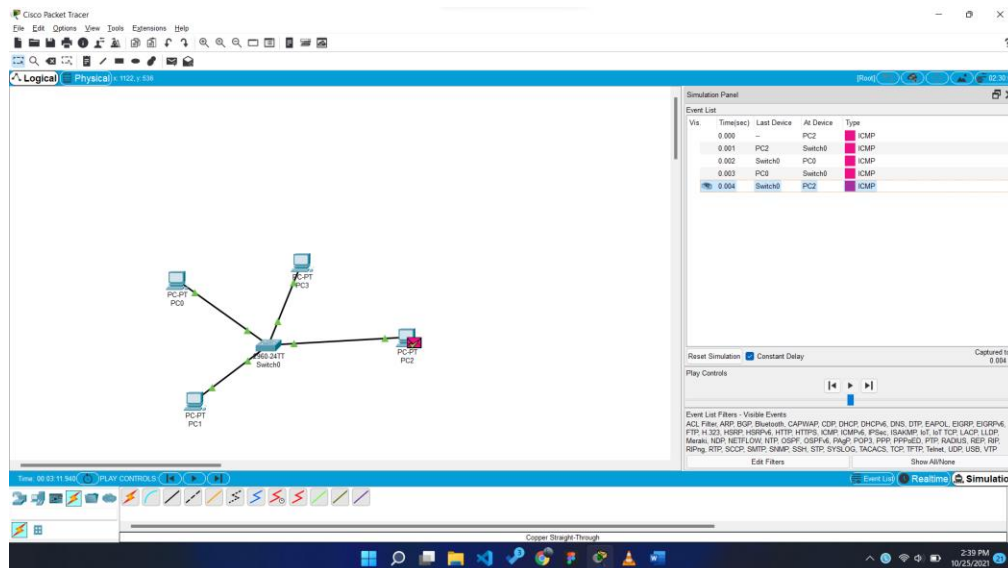 Cisco Packet Tracer
File Edit Options View Tools Extensions Help
Logical Physical x: 1122, y: 538 [Root] 02:30
Simulation Panel
Event List
Vis. Time(sec) Last Device At Device Type
0.000 -- PC2 ICMP
0.001 PC2 Switch0 ICMP
0.002 Switch0 PC0 ICMP
0.003 PC0 Switch0 ICMP
0.004 Switch0 PC2 ICMP
PC-PT
PC3
PC-PT
PC0
2960-24TT
Switch0
PC-PT
PC2
PC-PT
PC1
Reset Simulation Constant Delay Captured to
0.004
Play Controls
Event List Filters - Visible Events
ACL Filter, ARP, BGP, Bluetooth, CAPWAP, CDP, DHCP, DHCPv6, DNS, DTP, EAPOL, EIGRP, EIGRPv6,
FTP, H.323, HSRP, HSRPv6, HTTP, HTTPS, ICMP, ICMPv6, IPSec, ISAKMP, IoT, IoT TCP, LACP, LLDP,
Meraki, NDP, NETFLOW, NTP, OSPF, OSPFv6, PAgP, POP3, PPP, PPPoED, PTP, RADIUS, REP, RIP,
RIPng, RTP, SCCP, SMTP, SNMP, SSH, STP, SYSLOG, TACACS, TCP, TFTP, Telnet, UDP, USB, VTP
Edit Filters Show All/None
Time: 00:03:11.940 PLAY CONTROLS: Event List Realtime Simulatio
Copper Straight-Through
2:39 PM
10/25/2021